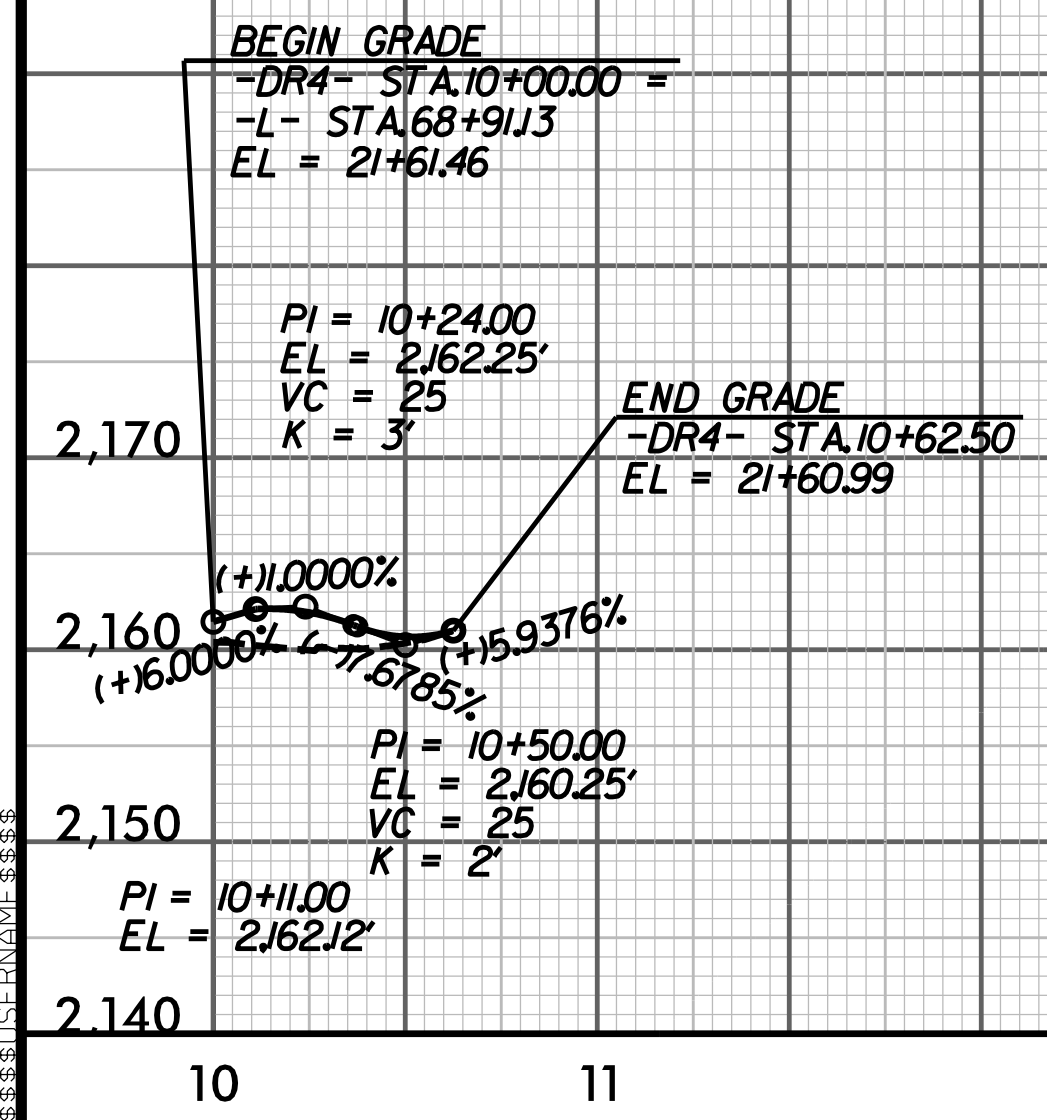 BEGIN GRADE
-DR4- STA.10+00.00 =
-L- STA.68+91.13
EL = 21+61.46
PI = 10+24.00
EL = 2,162.25'
VC = 25
K = 3'
END GRADE
-DR4- STA.10+62.50
EL = 21+60.99
2,170
(+)1.0000%
2,160
(+)6.0000%
(-)7.6785%
(+)5.9376%
PI = 10+50.00
EL = 2,160.25'
VC = 25
K = 2'
2,150
PI = 10+11.00
EL = 2,162.12'
2,140
10
11
$$$$$USERNAME$$$$